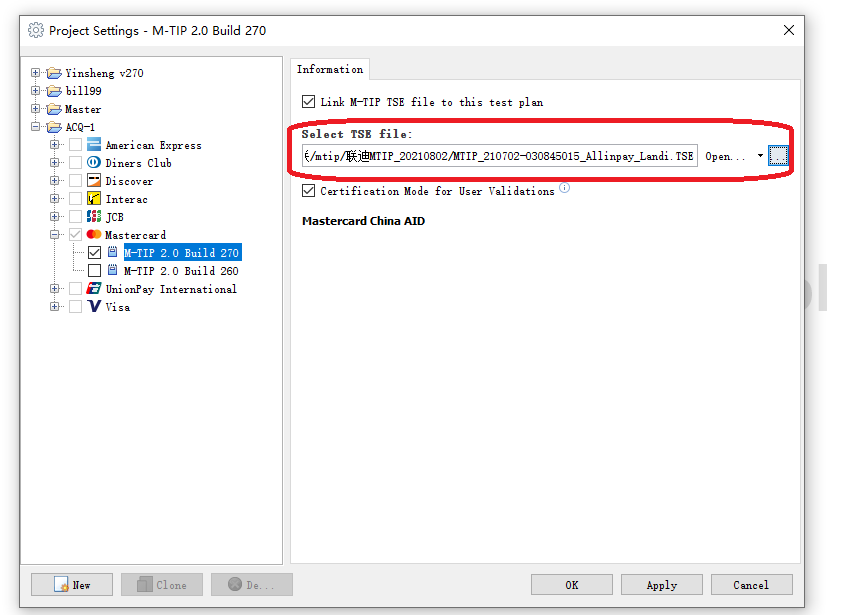 Project Settings - M-TIP 2.0 Build 270
Yinsheng v270
bill99
Master
ACQ-1
American Express
Diners Club
Discover
Interac
JCB
Mastercard
M-TIP 2.0 Build 270
M-TIP 2.0 Build 260
UnionPay International
Visa
Information
Link M-TIP TSE file to this test plan
Select TSE file:
/mtip/联迪MTIP_20210802/MTIP_210702-030845015_Allinpay_Landi.TSE Open... ...
Certification Mode for User Validations
Mastercard China AID
New Clone De... OK Apply Cancel